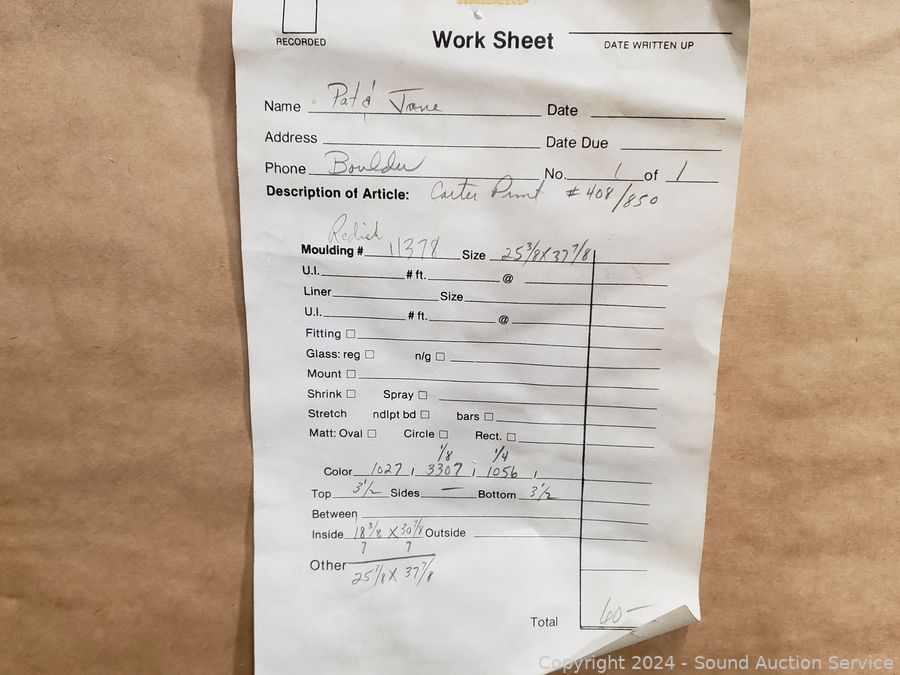 RECORDED Work Sheet DATE WRITTEN UP
Name Pat & Jane Date
Address Date Due
Phone Boulder No. 1 of 1
Description of Article: Carter Print # 408/850
Redish
Moulding # 11378 Size 25 3/8 X 37 7/8
U.I. # ft. @
Liner Size
U.I. # ft. @
Fitting
Glass: reg n/g
Mount
Shrink Spray
Stretch ndlpt bd bars
Matt: Oval Circle Rect.
1/8 1/4
Color 1027, 3307, 1056,
Top 3 1/2 Sides — Bottom 3 1/2
Between
Inside 18 3/8 X 30 7/8 Outside
7 7
Other
25 3/8 X 37 7/8
Total 60—
Copyright 2024 - Sound Auction Service